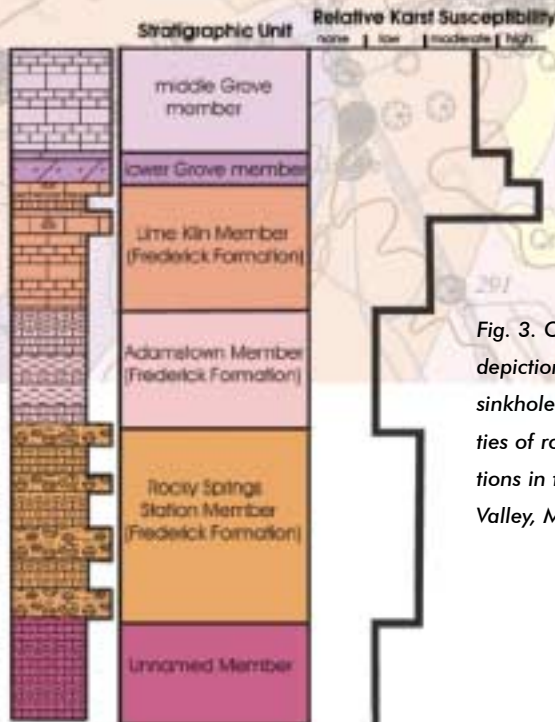 Stratigraphic Unit
Relative Karst Susceptibility
none low moderate high
middle Grove
member
lower Grove member
Lime Kiln Member
(Frederick Formation)
Adamstown Member
(Frederick Formation)
Rocky Springs
Station Member
(Frederick Formation)
Unnamed Member
291
Fig. 3. C
depiction
sinkhole
ties of ro
tions in t
Valley, M